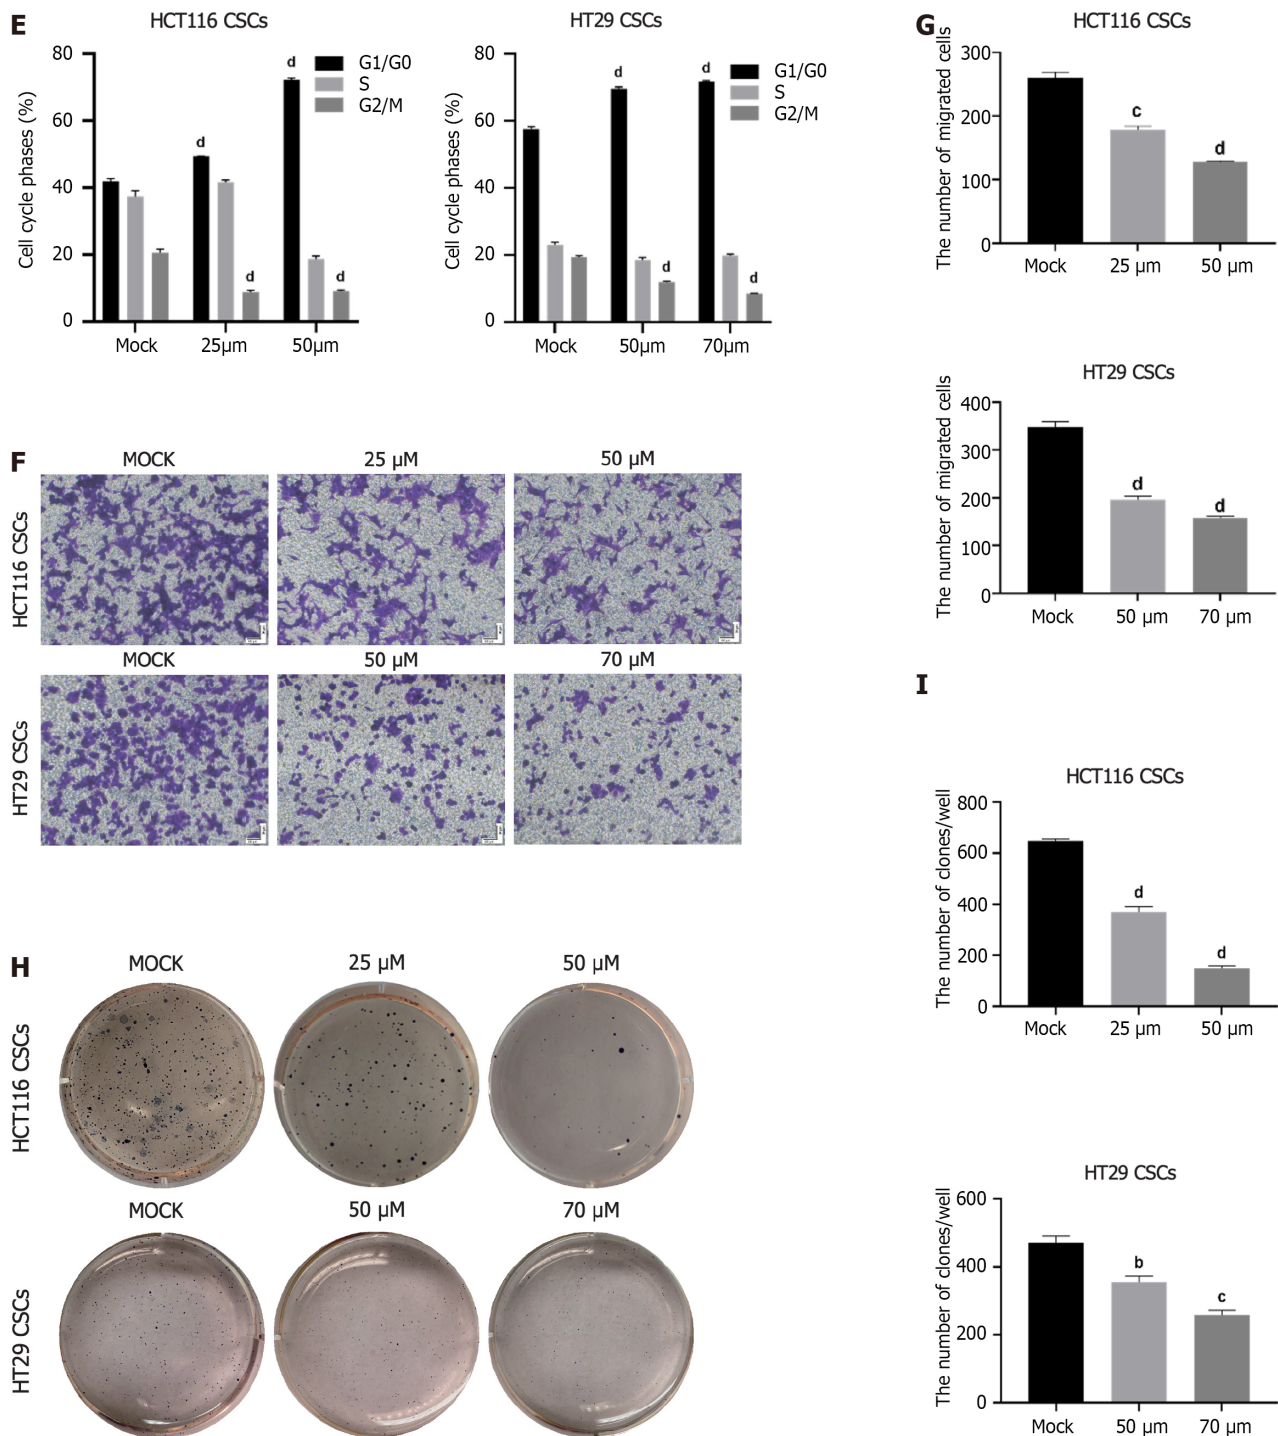 E
HCT116 CSCs
Cell cycle phases (%)
80
60
40
20
0
G1/G0
S
G2/M
d
d
d
d
Mock
25µm
50µm
HT29 CSCs
Cell cycle phases (%)
80
60
40
20
0
G1/G0
S
G2/M
d
d
d
d
Mock
50µm
70µm
F
MOCK
25 µM
50 µM
HCT116 CSCs
MOCK
50 µM
70 µM
HT29 CSCs
G
HCT116 CSCs
The number of migrated cells
300
200
100
0
c
d
Mock
25 µm
50 µm
HT29 CSCs
The number of migrated cells
400
300
200
100
0
d
d
Mock
50 µm
70 µm
H
MOCK
25 µM
50 µM
HCT116 CSCs
MOCK
50 µM
70 µM
HT29 CSCs
I
HCT116 CSCs
The number of clones/well
800
600
400
200
0
d
d
Mock
25 µm
50 µm
HT29 CSCs
The number of clones/well
600
400
200
0
b
c
Mock
50 µm
70 µm